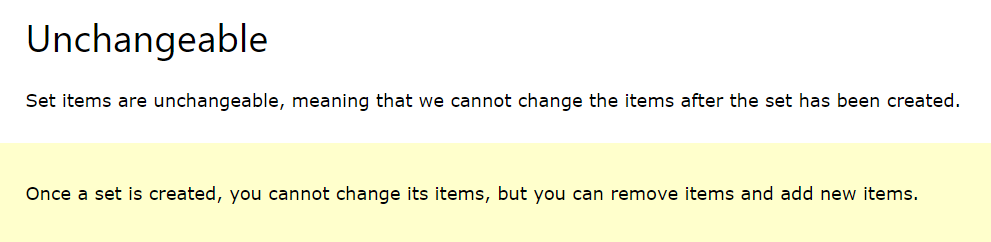 Unchangeable
Set items are unchangeable, meaning that we cannot change the items after the set has been created.
Once a set is created, you cannot change its items, but you can remove items and add new items.